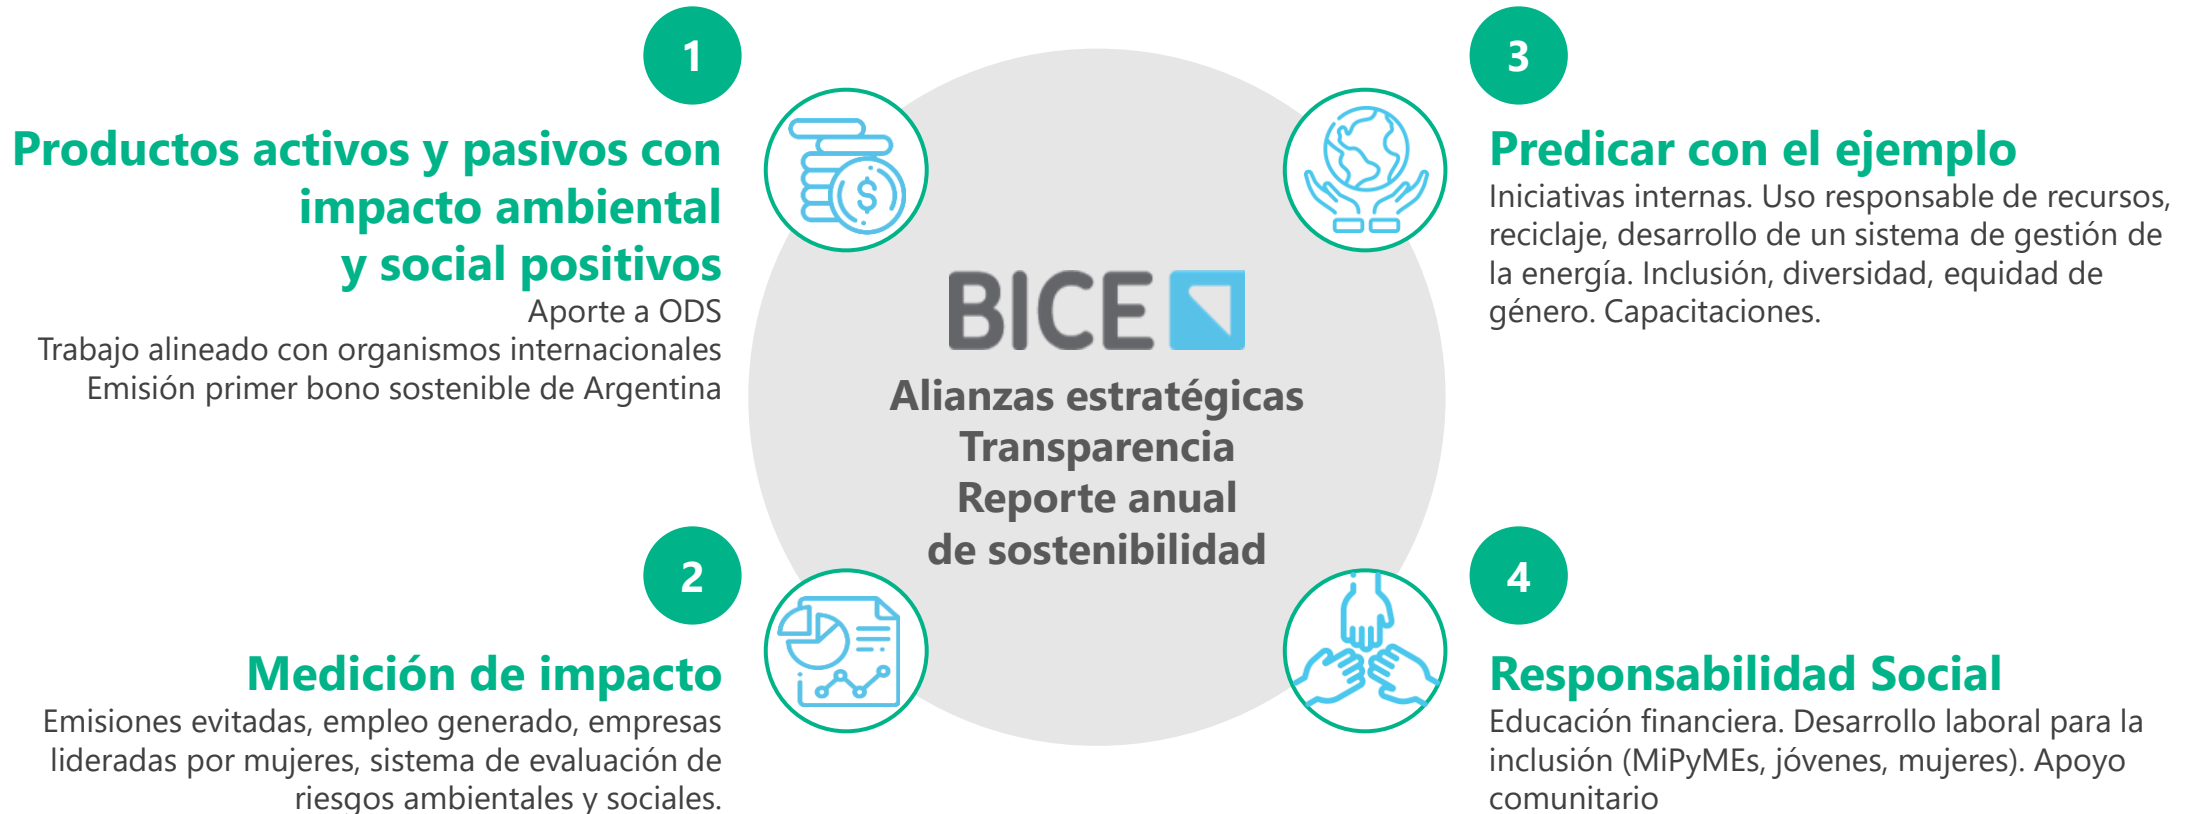 1
Productos activos y pasivos con
impacto ambiental
y social positivos
Aporte a ODS
Trabajo alineado con organismos internacionales
Emisión primer bono sostenible de Argentina
2
Medición de impacto
Emisiones evitadas, empleo generado, empresas
lideradas por mujeres, sistema de evaluación de
riesgos ambientales y sociales.
$
BICE
Alianzas estratégicas
Transparencia
Reporte anual
de sostenibilidad
3
Predicar con el ejemplo
Iniciativas internas. Uso responsable de recursos,
reciclaje, desarrollo de un sistema de gestión de
la energía. Inclusión, diversidad, equidad de
género. Capacitaciones.
4
Responsabilidad Social
Educación financiera. Desarrollo laboral para la
inclusión (MiPyMEs, jóvenes, mujeres). Apoyo
comunitario